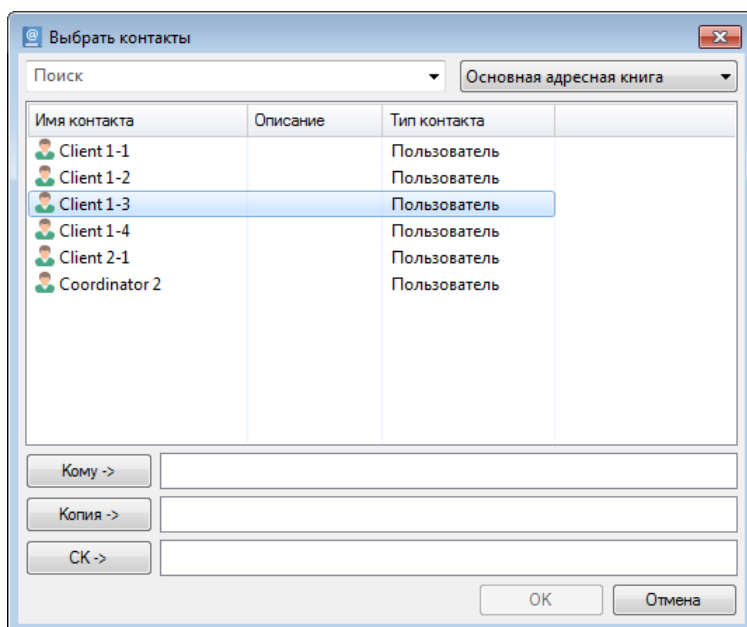 Выбрать контакты
Поиск Основная адресная книга
Имя контакта Описание Тип контакта
Client 1-1 Пользователь
Client 1-2 Пользователь
Client 1-3 Пользователь
Client 1-4 Пользователь
Client 2-1 Пользователь
Coordinator 2 Пользователь
Кому ->
Копия ->
СК ->
OK Отмена